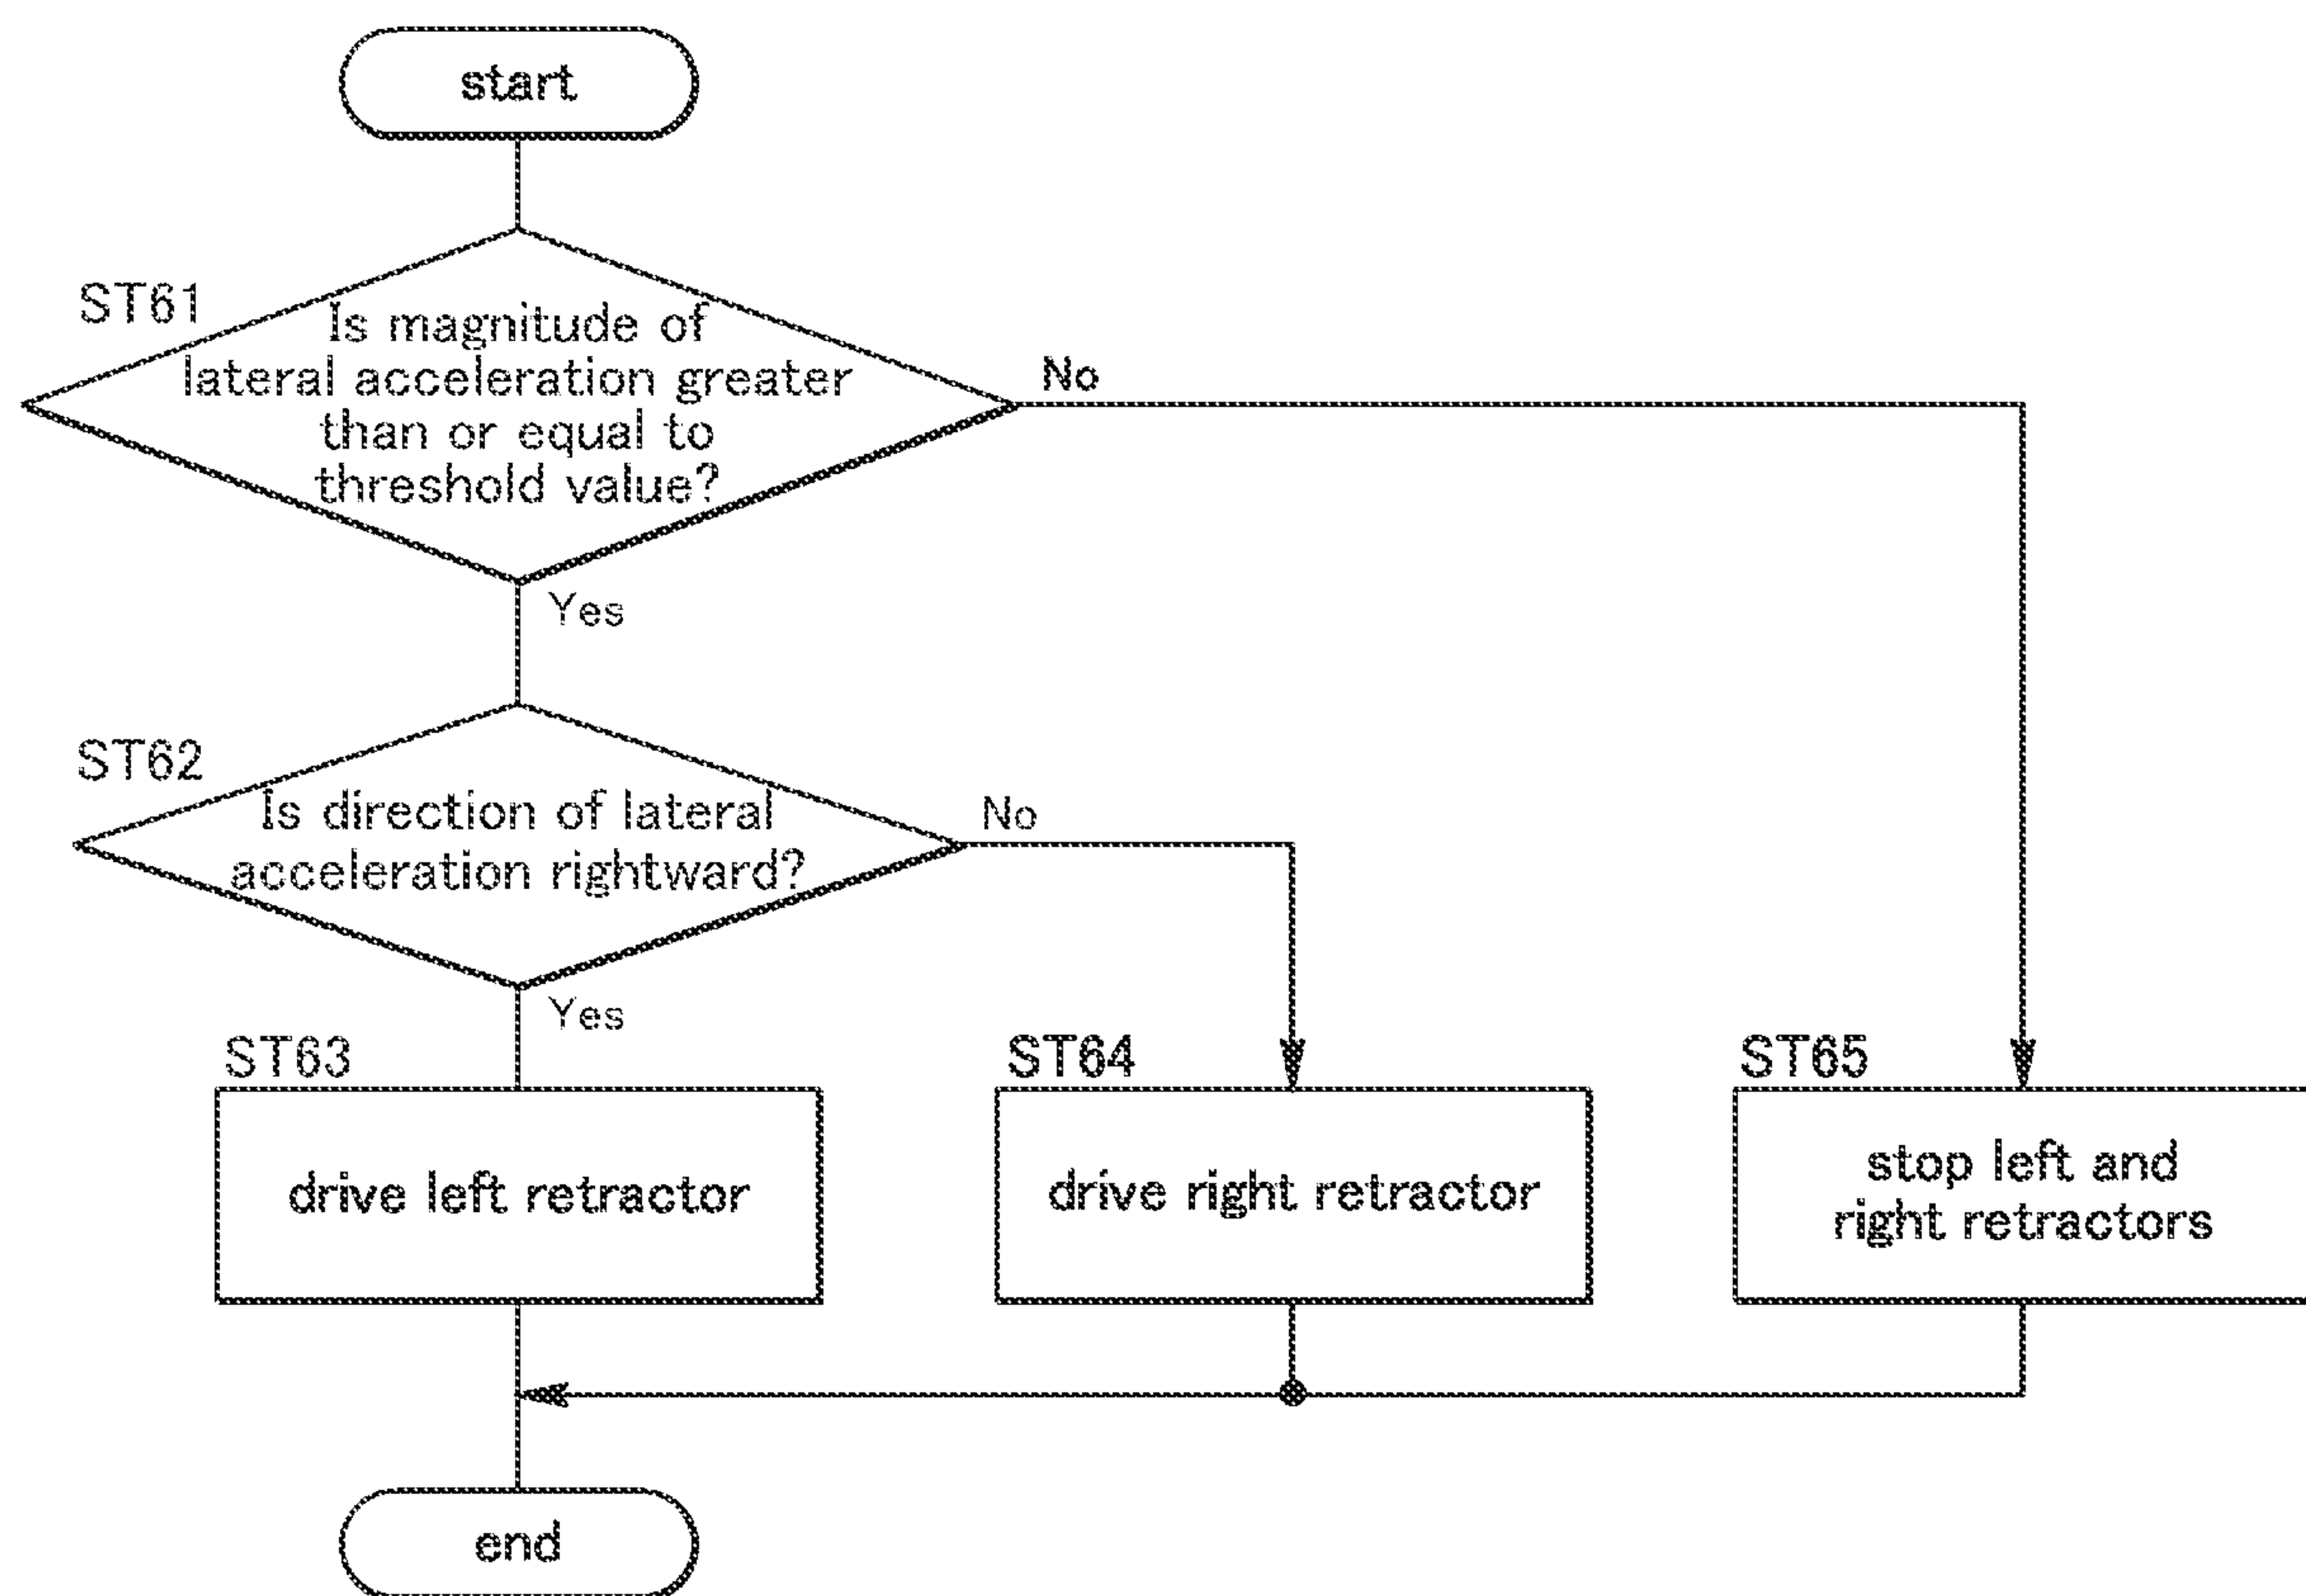 start
ST61
Is magnitude of
lateral acceleration greater
than or equal to
threshold value?
No
Yes
ST62
Is direction of lateral
acceleration rightward?
No
Yes
ST63
drive left retractor
ST64
drive right retractor
ST65
stop left and
right retractors
end